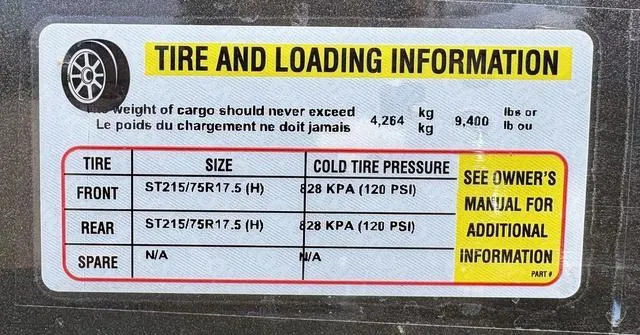 TIRE AND LOADING INFORMATION
The weight of cargo should never exceed 4,264 kg 9,400 lbs or
Le poids du chargement ne doit jamais kg lb ou
TIRE SIZE COLD TIRE PRESSURE
FRONT ST215/75R17.5 (H) 828 KPA (120 PSI)
REAR ST215/75R17.5 (H) 828 KPA (120 PSI)
SPARE N/A N/A
SEE OWNER'S
MANUAL FOR
ADDITIONAL
INFORMATION
PART #